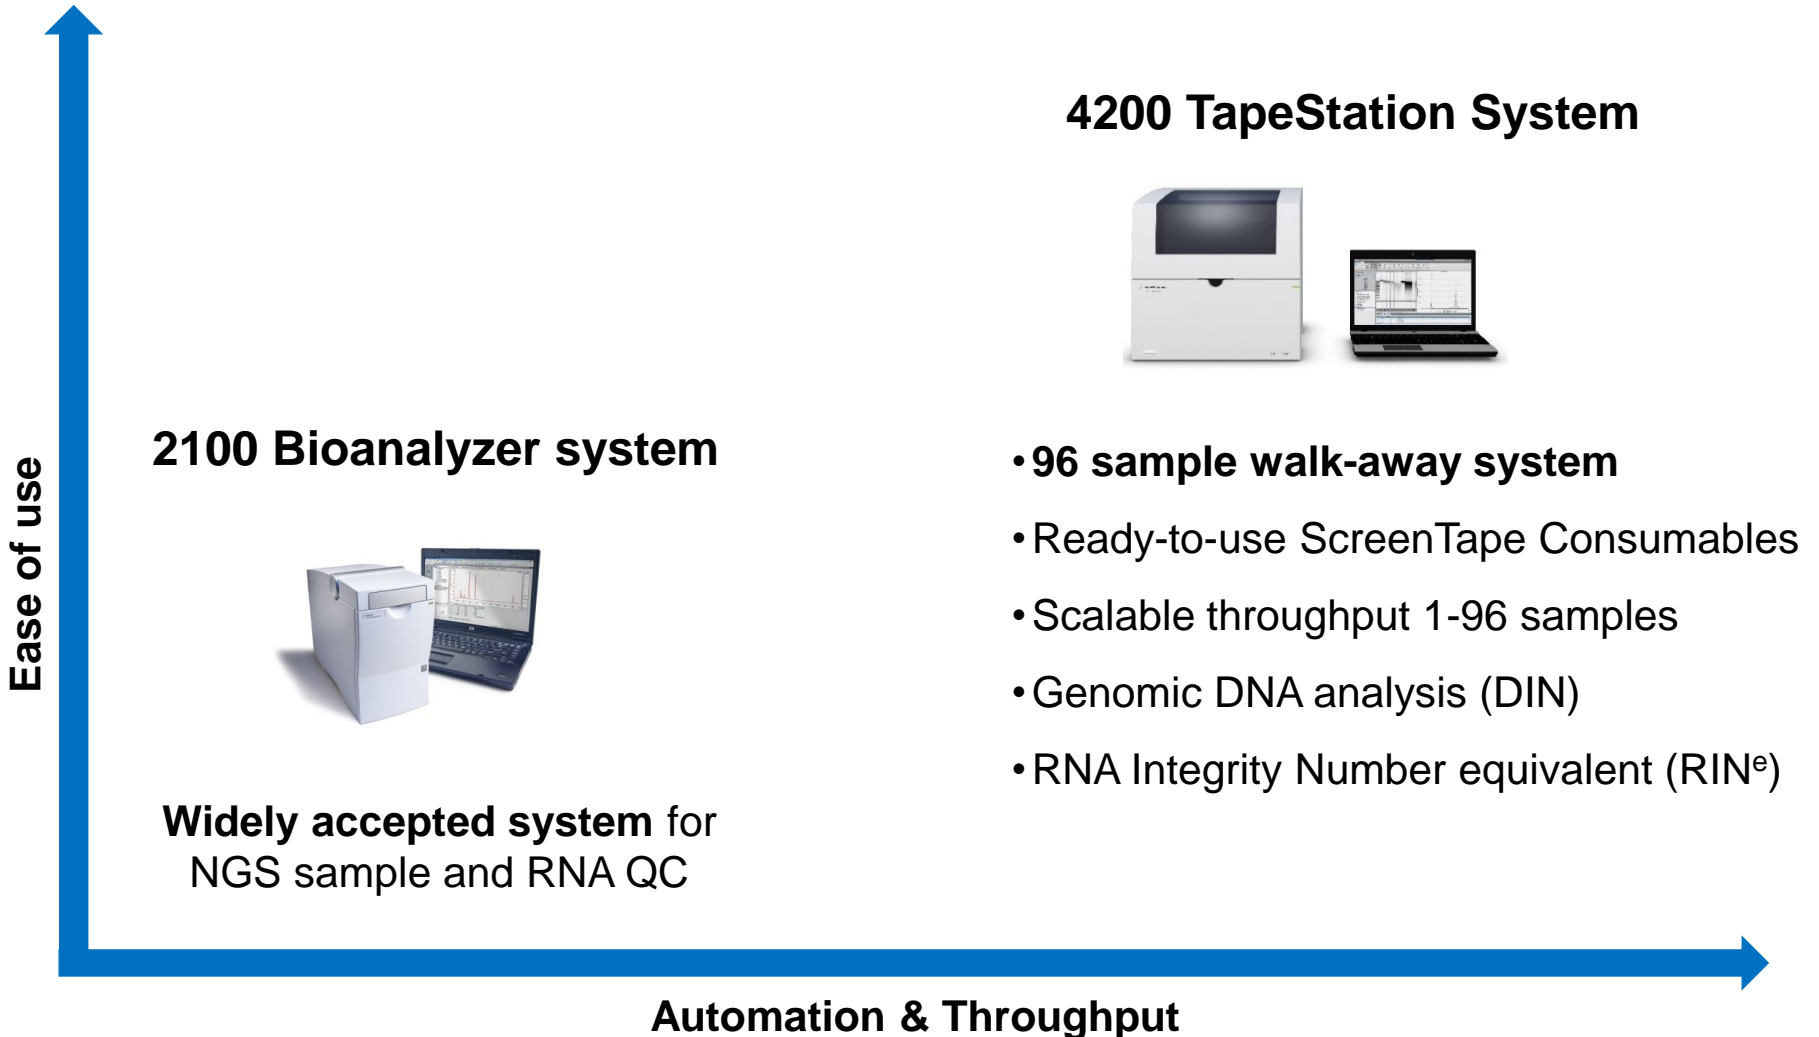 4200 TapeStation System
2100 Bioanalyzer system
Widely accepted system for
NGS sample and RNA QC
•96 sample walk-away system
•Ready-to-use ScreenTape Consumables
•Scalable throughput 1-96 samples
•Genomic DNA analysis (DIN)
•RNA Integrity Number equivalent (RINᵉ)
Ease of use
Automation & Throughput